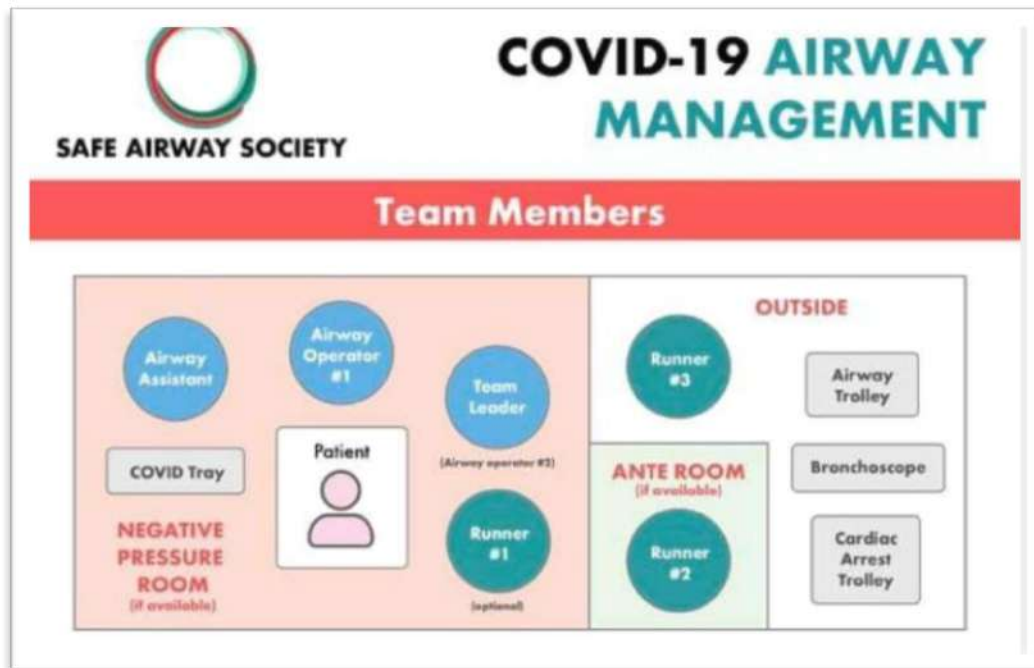 COVID-19 AIRWAY
MANAGEMENT
SAFE AIRWAY SOCIETY
Team Members
Airway
Assistant
Airway
Operator
#1
Team
Leader
(Airway operator #2)
COVID Tray
Patient
NEGATIVE
PRESSURE
ROOM
(if available)
Runner
#1
(optional)
OUTSIDE
Runner
#3
ANTE ROOM
(if available)
Runner
#2
Airway
Trolley
Bronchoscope
Cardiac
Arrest
Trolley